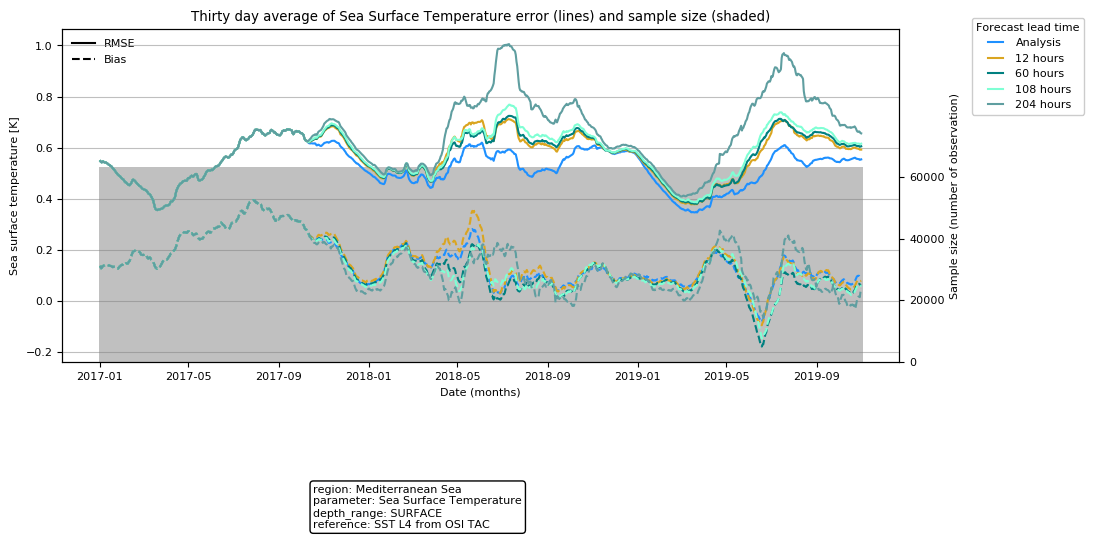 Thirty day average of Sea Surface Temperature error (lines) and sample size (shaded)
RMSE
Bias
1.0
0.8
0.6
0.4
0.2
0.0
−0.2
Sea surface temperature [K]
60000
40000
20000
0
Sample size (number of observation)
2017-01 2017-05 2017-09 2018-01 2018-05 2018-09 2019-01 2019-05 2019-09
Date (months)
Forecast lead time
Analysis
12 hours
60 hours
108 hours
204 hours
region: Mediterranean Sea
parameter: Sea Surface Temperature
depth_range: SURFACE
reference: SST L4 from OSI TAC